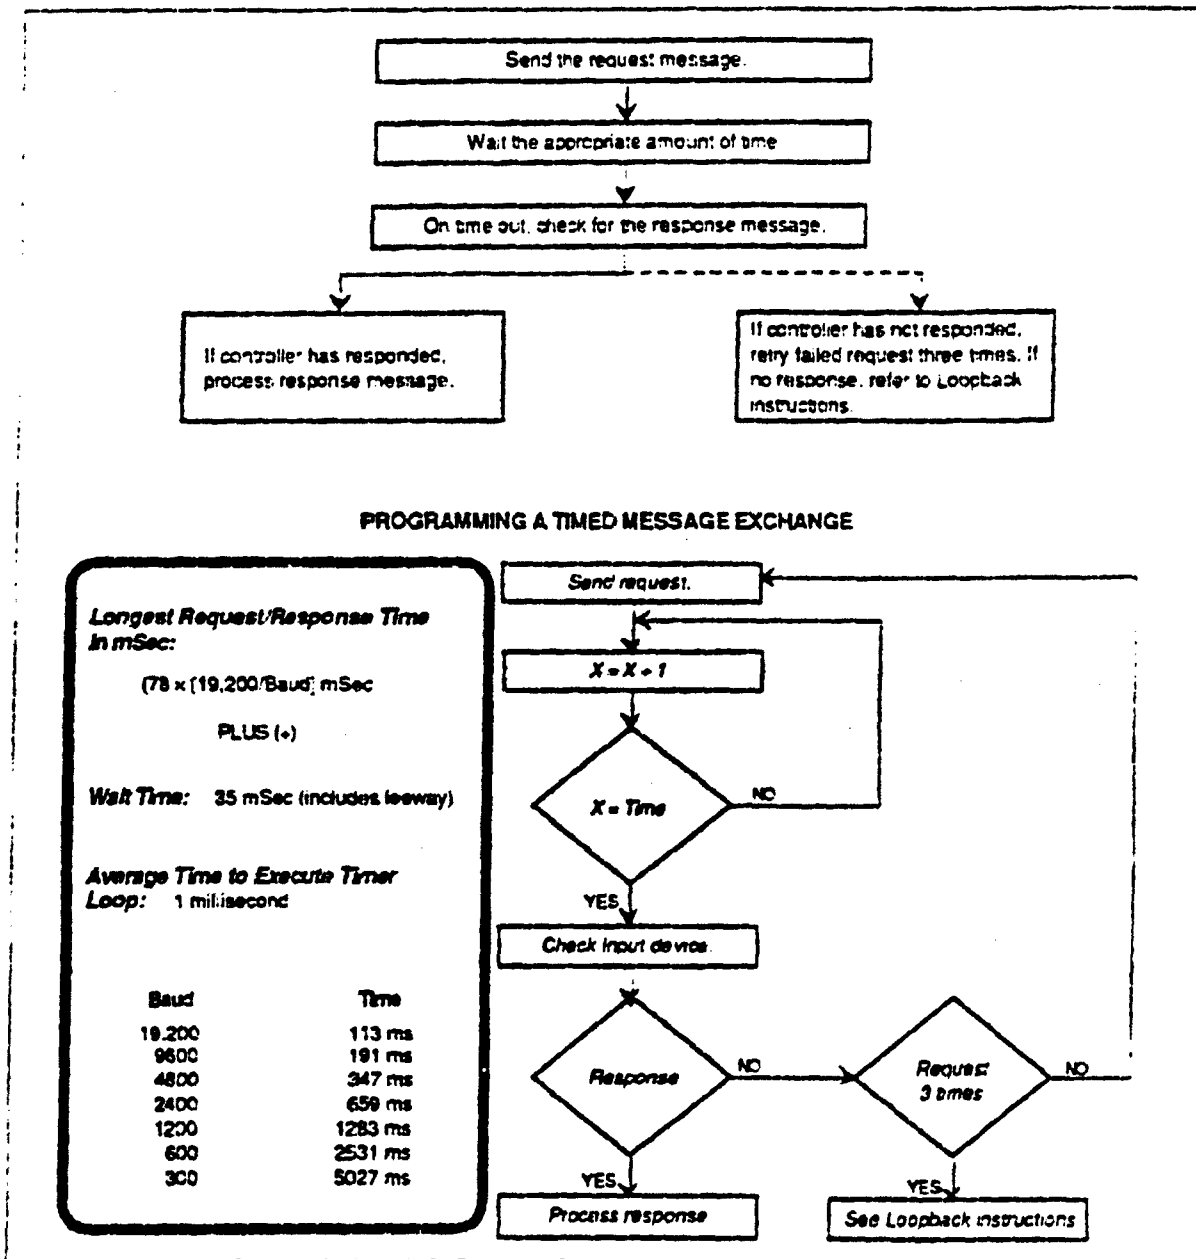 Send the request message.
Wait the appropriate amount of time
On time out, check for the response message.
If controller has responded,
process response message.
If controller has not responded,
retry failed request three times. If
no response, refer to Loopback
instructions.
PROGRAMMING A TIMED MESSAGE EXCHANGE
Longest Request/Response Time
in mSec:
(78 x [19,200/Baud] mSec
PLUS (+)
Wait Time: 35 mSec (includes leeway)
Average Time to Execute Timer
Loop: 1 millisecond
Baud Time
19,200 113 ms
9600 191 ms
4800 347 ms
2400 659 ms
1200 1283 ms
600 2531 ms
300 5027 ms
Send request.
X = X + 1
X = Time
NO
YES
Check input device.
Response
NO
Request
3 times
NO
YES
Process response
YES
See Loopback instructions